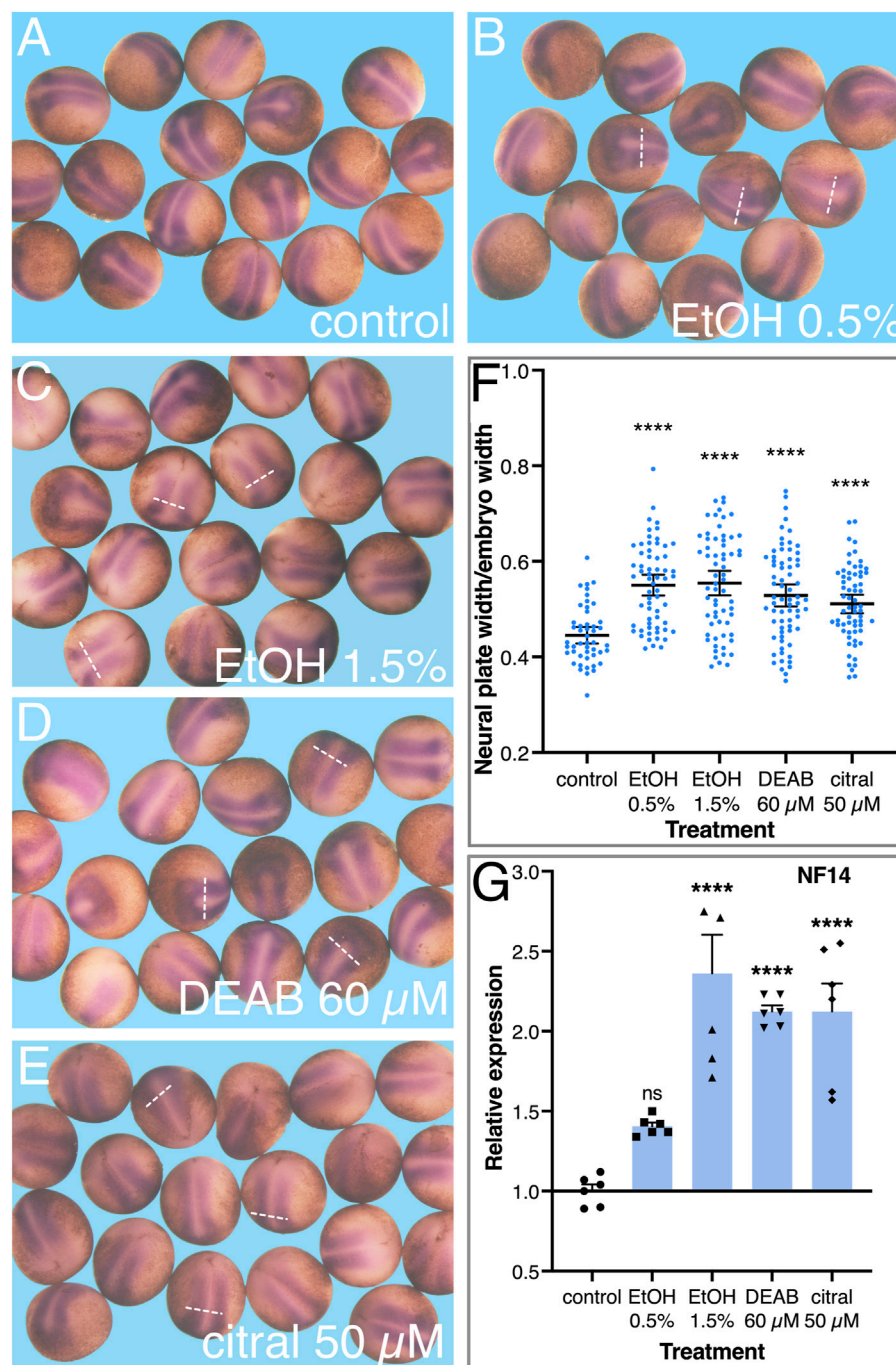 A
control
B
EtOH 0.5%
C
EtOH 1.5%
D
DEAB 60 µM
E
citral 50 µM
F
Neural plate width/embryo width
1.0
0.8
0.6
0.4
0.2
****
****
****
****
control
EtOH
0.5%
EtOH
1.5%
DEAB
60 µM
citral
50 µM
Treatment
G
NF14
Relative expression
3.0
2.5
2.0
1.5
1.0
0.5
ns
****
****
****
control
EtOH
0.5%
EtOH
1.5%
DEAB
60 µM
citral
50 µM
Treatment